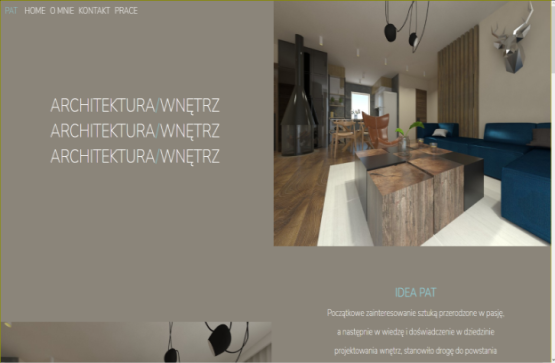 PAT HOME O MNIE KONTAKT PRACE
ARCHITEKTURA/WNĘTRZ
ARCHITEKTURA/WNĘTRZ
ARCHITEKTURA/WNĘTRZ
IDEA PAT
Początkowe zainteresowanie sztuką przerodzone w pasję,
a następnie w wiedzę i doświadczenie w dziedzinie
projektowania wnętrz, stanowiło drogę do powstania